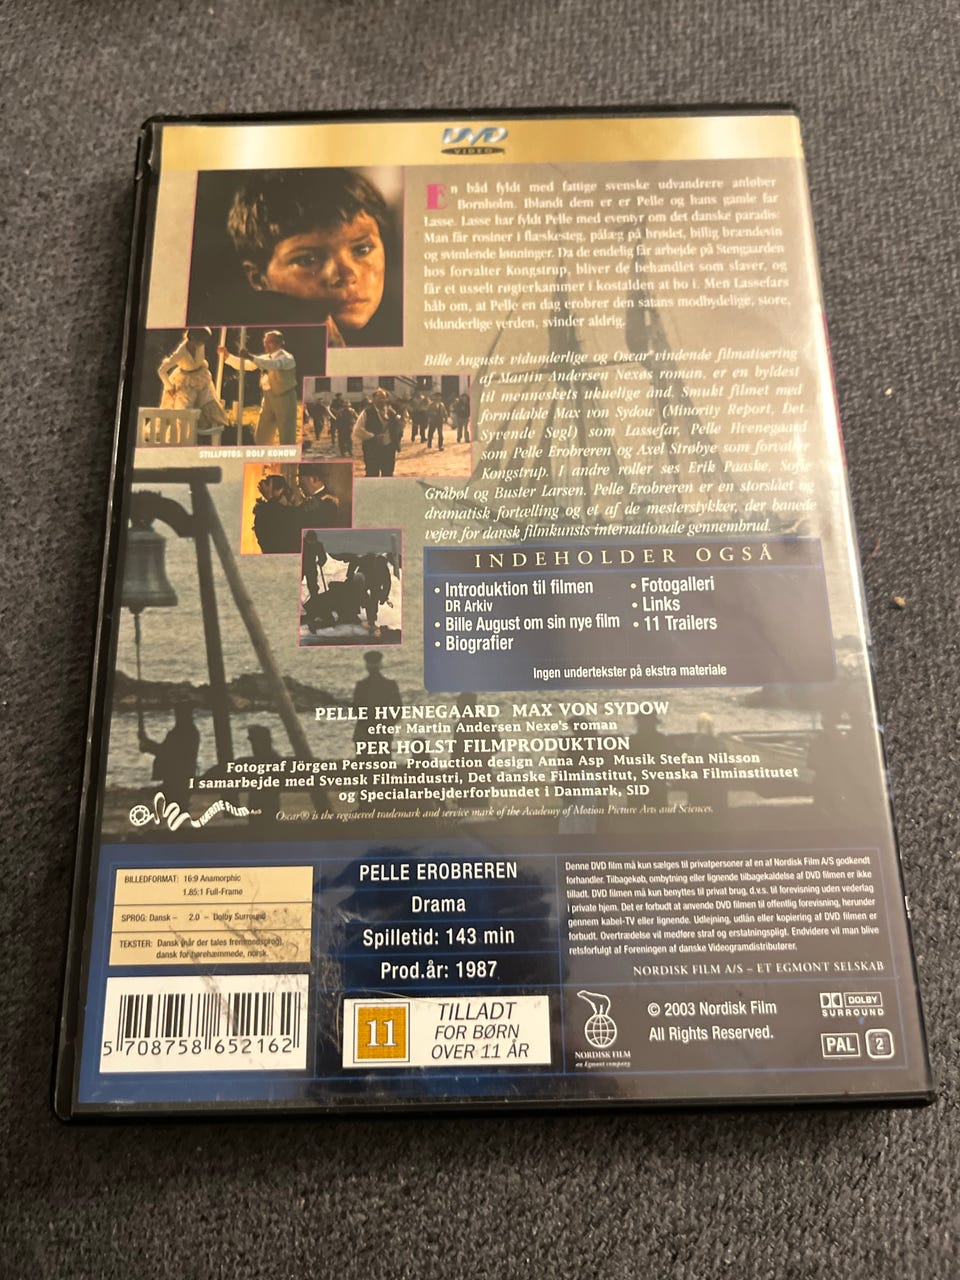 DVD
VIDEO
En båd fyldt med fattige svenske udvandrere anløber
Bornholm. Iblandt dem er er Pelle og hans gamle far
Lasse. Lasse har fyldt Pelle med eventyr om det danske paradis:
Man får rosiner i flæskesteg, pålæg på brødet, billig brændevin
og svimlende lønninger. Da de endelig får arbejde på Stengaarden
hos forvalter Kongstrup, bliver de behandlet som slaver, og
får et usselt røgterkammer i kostalden at bo i. Men Lassefars
håb om, at Pelle en dag erobrer den satans modbydelige, store,
vidunderlige verden, svinder aldrig.
Bille Augusts vidunderlige og Oscar® vindende filmatisering
af Martin Andersen Nexøs roman, er en hyldest
til menneskets ukuelige ånd. Smukt filmet med
formidable Max von Sydow (Minority Report, Det
Syvende Segl) som Lassefar, Pelle Hvenegaard
som Pelle Erobreren og Axel Strøbye som forvalter
Kongstrup. I andre roller ses Erik Paaske, Sofie
Gråbøl og Buster Larsen. Pelle Erobreren er en storslået og
dramatisk fortælling og et af de mesterstykker, der banede
vejen for dansk filmkunsts internationale gennembrud.
STILLFOTOS: ROLF KONOW
INDEHOLDER OGSÅ
• Introduktion til filmen
DR Arkiv
• Bille August om sin nye film
• Biografier
• Fotogalleri
• Links
• 11 Trailers
Ingen undertekster på ekstra materiale
PELLE HVENEGAARD MAX VON SYDOW
efter Martin Andersen Nexø's roman
PER HOLST FILMPRODUKTION
Fotograf Jörgen Persson Production design Anna Asp Musik Stefan Nilsson
I samarbejde med Svensk Filmindustri, Det danske Filminstitut, Svenska Filminstitutet
og Specialarbejderforbundet i Danmark, SID
KÆRNE FILM A/S
Oscar® is the registered trademark and service mark of the Academy of Motion Picture Arts and Sciences.
BILLEDFORMAT: 16:9 Anamorphic
1.85:1 Full-Frame
SPROG: Dansk – 2.0 – Dolby Surround
TEKSTER: Dansk (når der tales fremmedsprog),
dansk for hørehæmmede, norsk.
5 708758 652162
PELLE EROBREREN
Drama
Spilletid: 143 min
Prod.år: 1987
11
TILLADT
FOR BØRN
OVER 11 ÅR
Denne DVD film må kun sælges til privatpersoner af en af Nordisk Film A/S godkendt
forhandler. Tilbagekøb, ombytning eller lignende tilbagekaldelse af DVD filmen er ikke
tilladt. DVD filmen må kun benyttes til privat brug, d.v.s. til forevisning uden vederlag
i private hjem. Det er forbudt at anvende DVD filmen til offentlig forevisning, herunder
gennem kabel-TV eller lignende. Udlejning, udlån eller kopiering af DVD filmen er
forbudt. Overtrædelse vil medføre straf og erstatningspligt. Endvidere vil man blive
retsforfulgt af Foreningen af danske Videogramdistributører.
NORDISK FILM A/S – ET EGMONT SELSKAB
NORDISK FILM
an Egmont company
© 2003 Nordisk Film
All Rights Reserved.
DOLBY
SURROUND
PAL
2